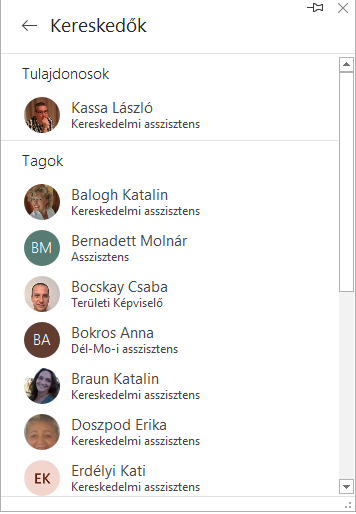 Kereskedők
Tulajdonosok
Kassa László
Kereskedelmi asszisztens
Tagok
Balogh Katalin
Kereskedelmi asszisztens
BM
Bernadett Molnár
Asszisztens
Bocskay Csaba
Területi Képviselő
BA
Bokros Anna
Dél-Mo-i asszisztens
Braun Katalin
Kereskedelmi asszisztens
Doszpod Erika
Kereskedelmi asszisztens
EK
Erdélyi Kati
Kereskedelmi asszisztens